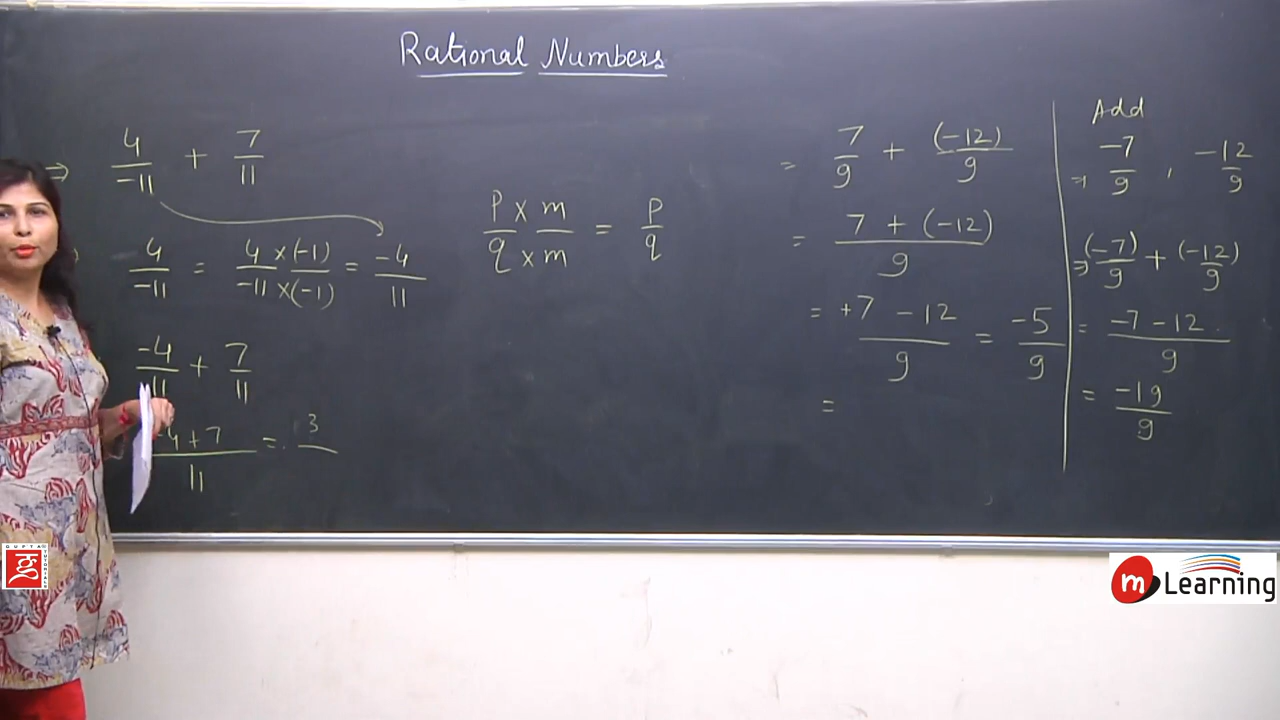 Rational Numbers
⇒ 4/-11 + 7/11
4/-11 = 4 × (-1)/-11 × (-1) = -4/11
-4/11 + 7/11
-4 + 7/11 = 3
P × m/q × m = P/q
= 7/9 + (-12)/9
= 7 + (-12)/9
= +7 - 12/9 = -5/9
=
Add
⇒ -7/9 , -12/9
⇒ (-7)/9 + (-12)/9
= -7 - 12/9
= -19/9
GUPTA TUTORIALS
m Learning